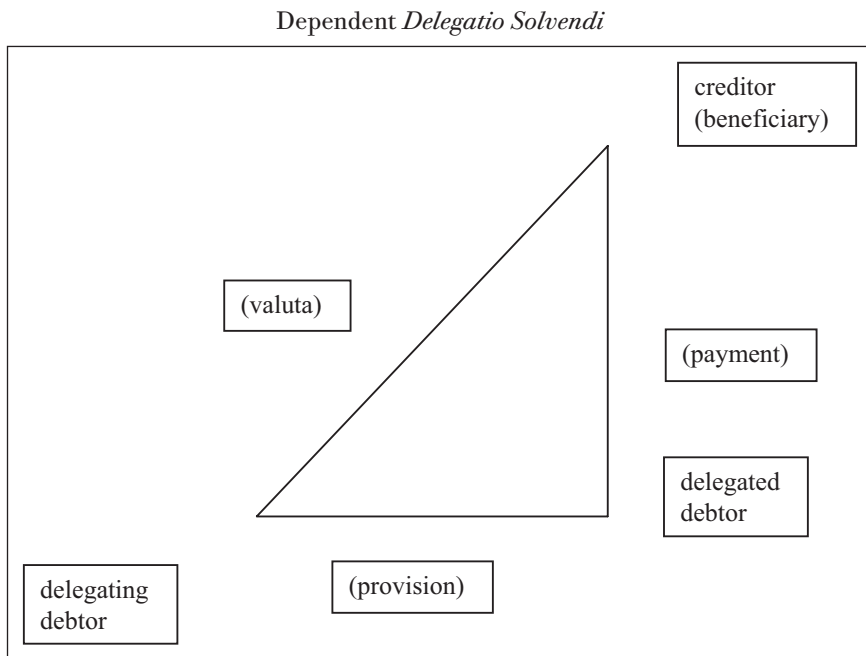 Dependent Delegatio Solvendi
creditor
(beneficiary)
(valuta)
(payment)
delegated
debtor
(provision)
delegating
debtor